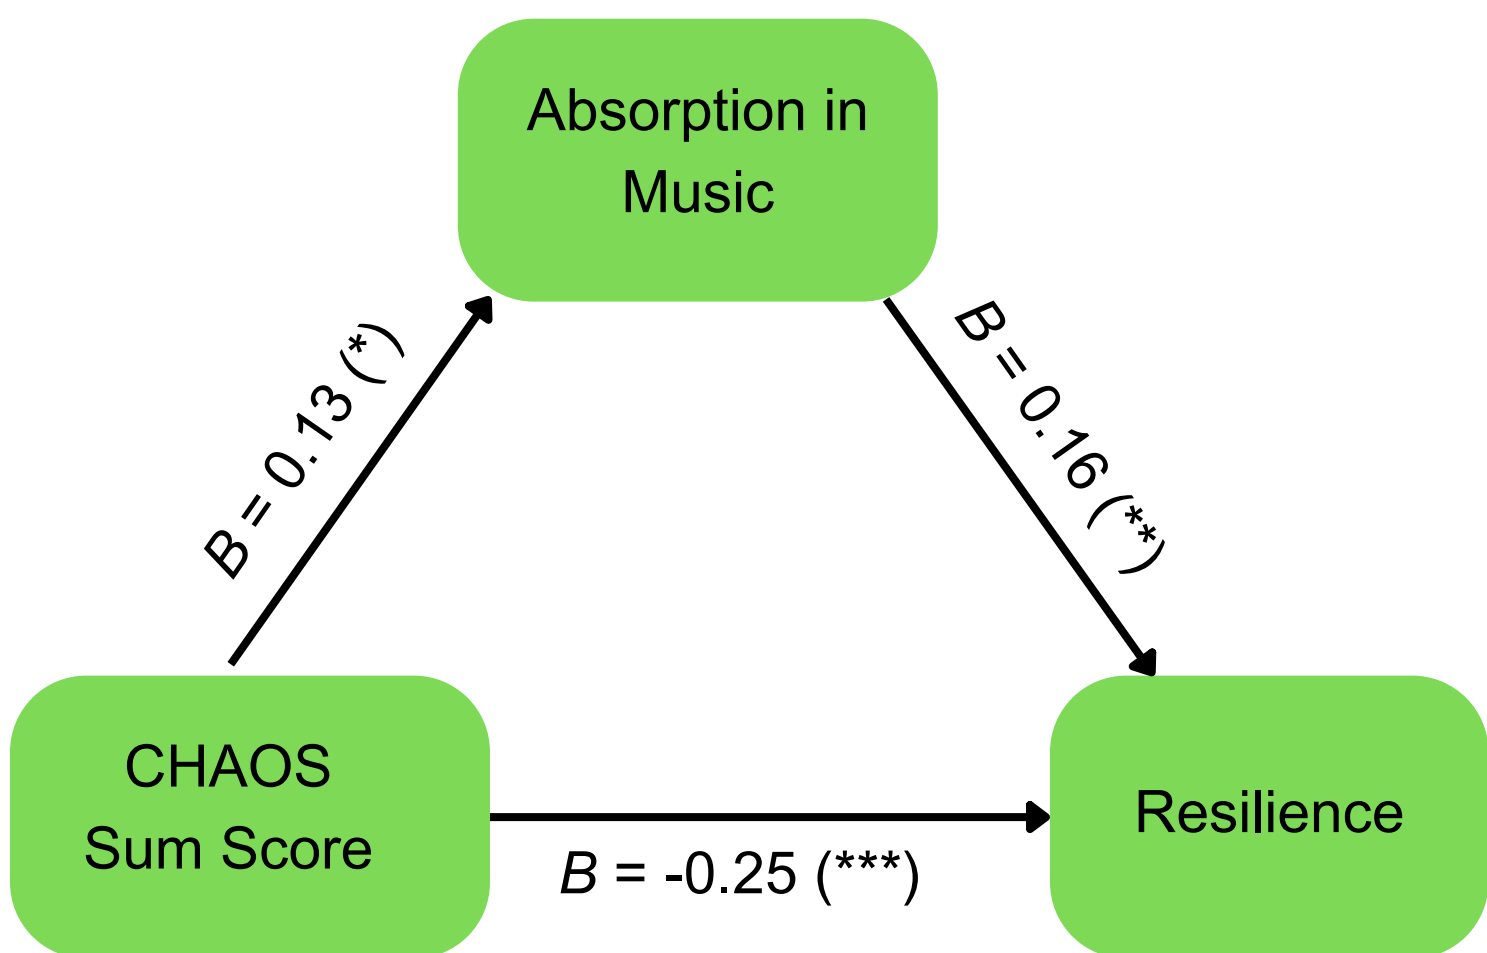 Absorption in
Music
B = 0.13 (*)
B = 0.16 (**)
CHAOS
Sum Score
B = -0.25 (***)
Resilience